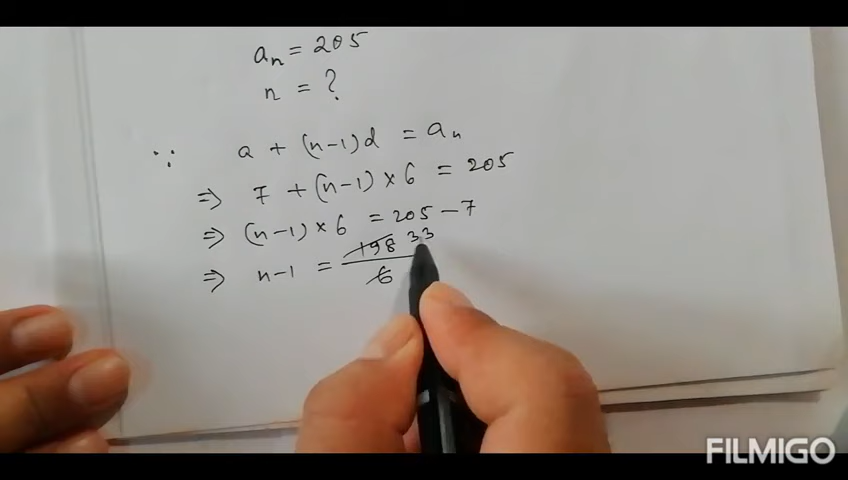 aₙ = 205
n = ?
∵ a + (n-1)d = aₙ
⇒ 7 + (n-1) × 6 = 205
⇒ (n-1) × 6 = 205 - 7
⇒ n-1 = 198 33 / 6
FILMIGO